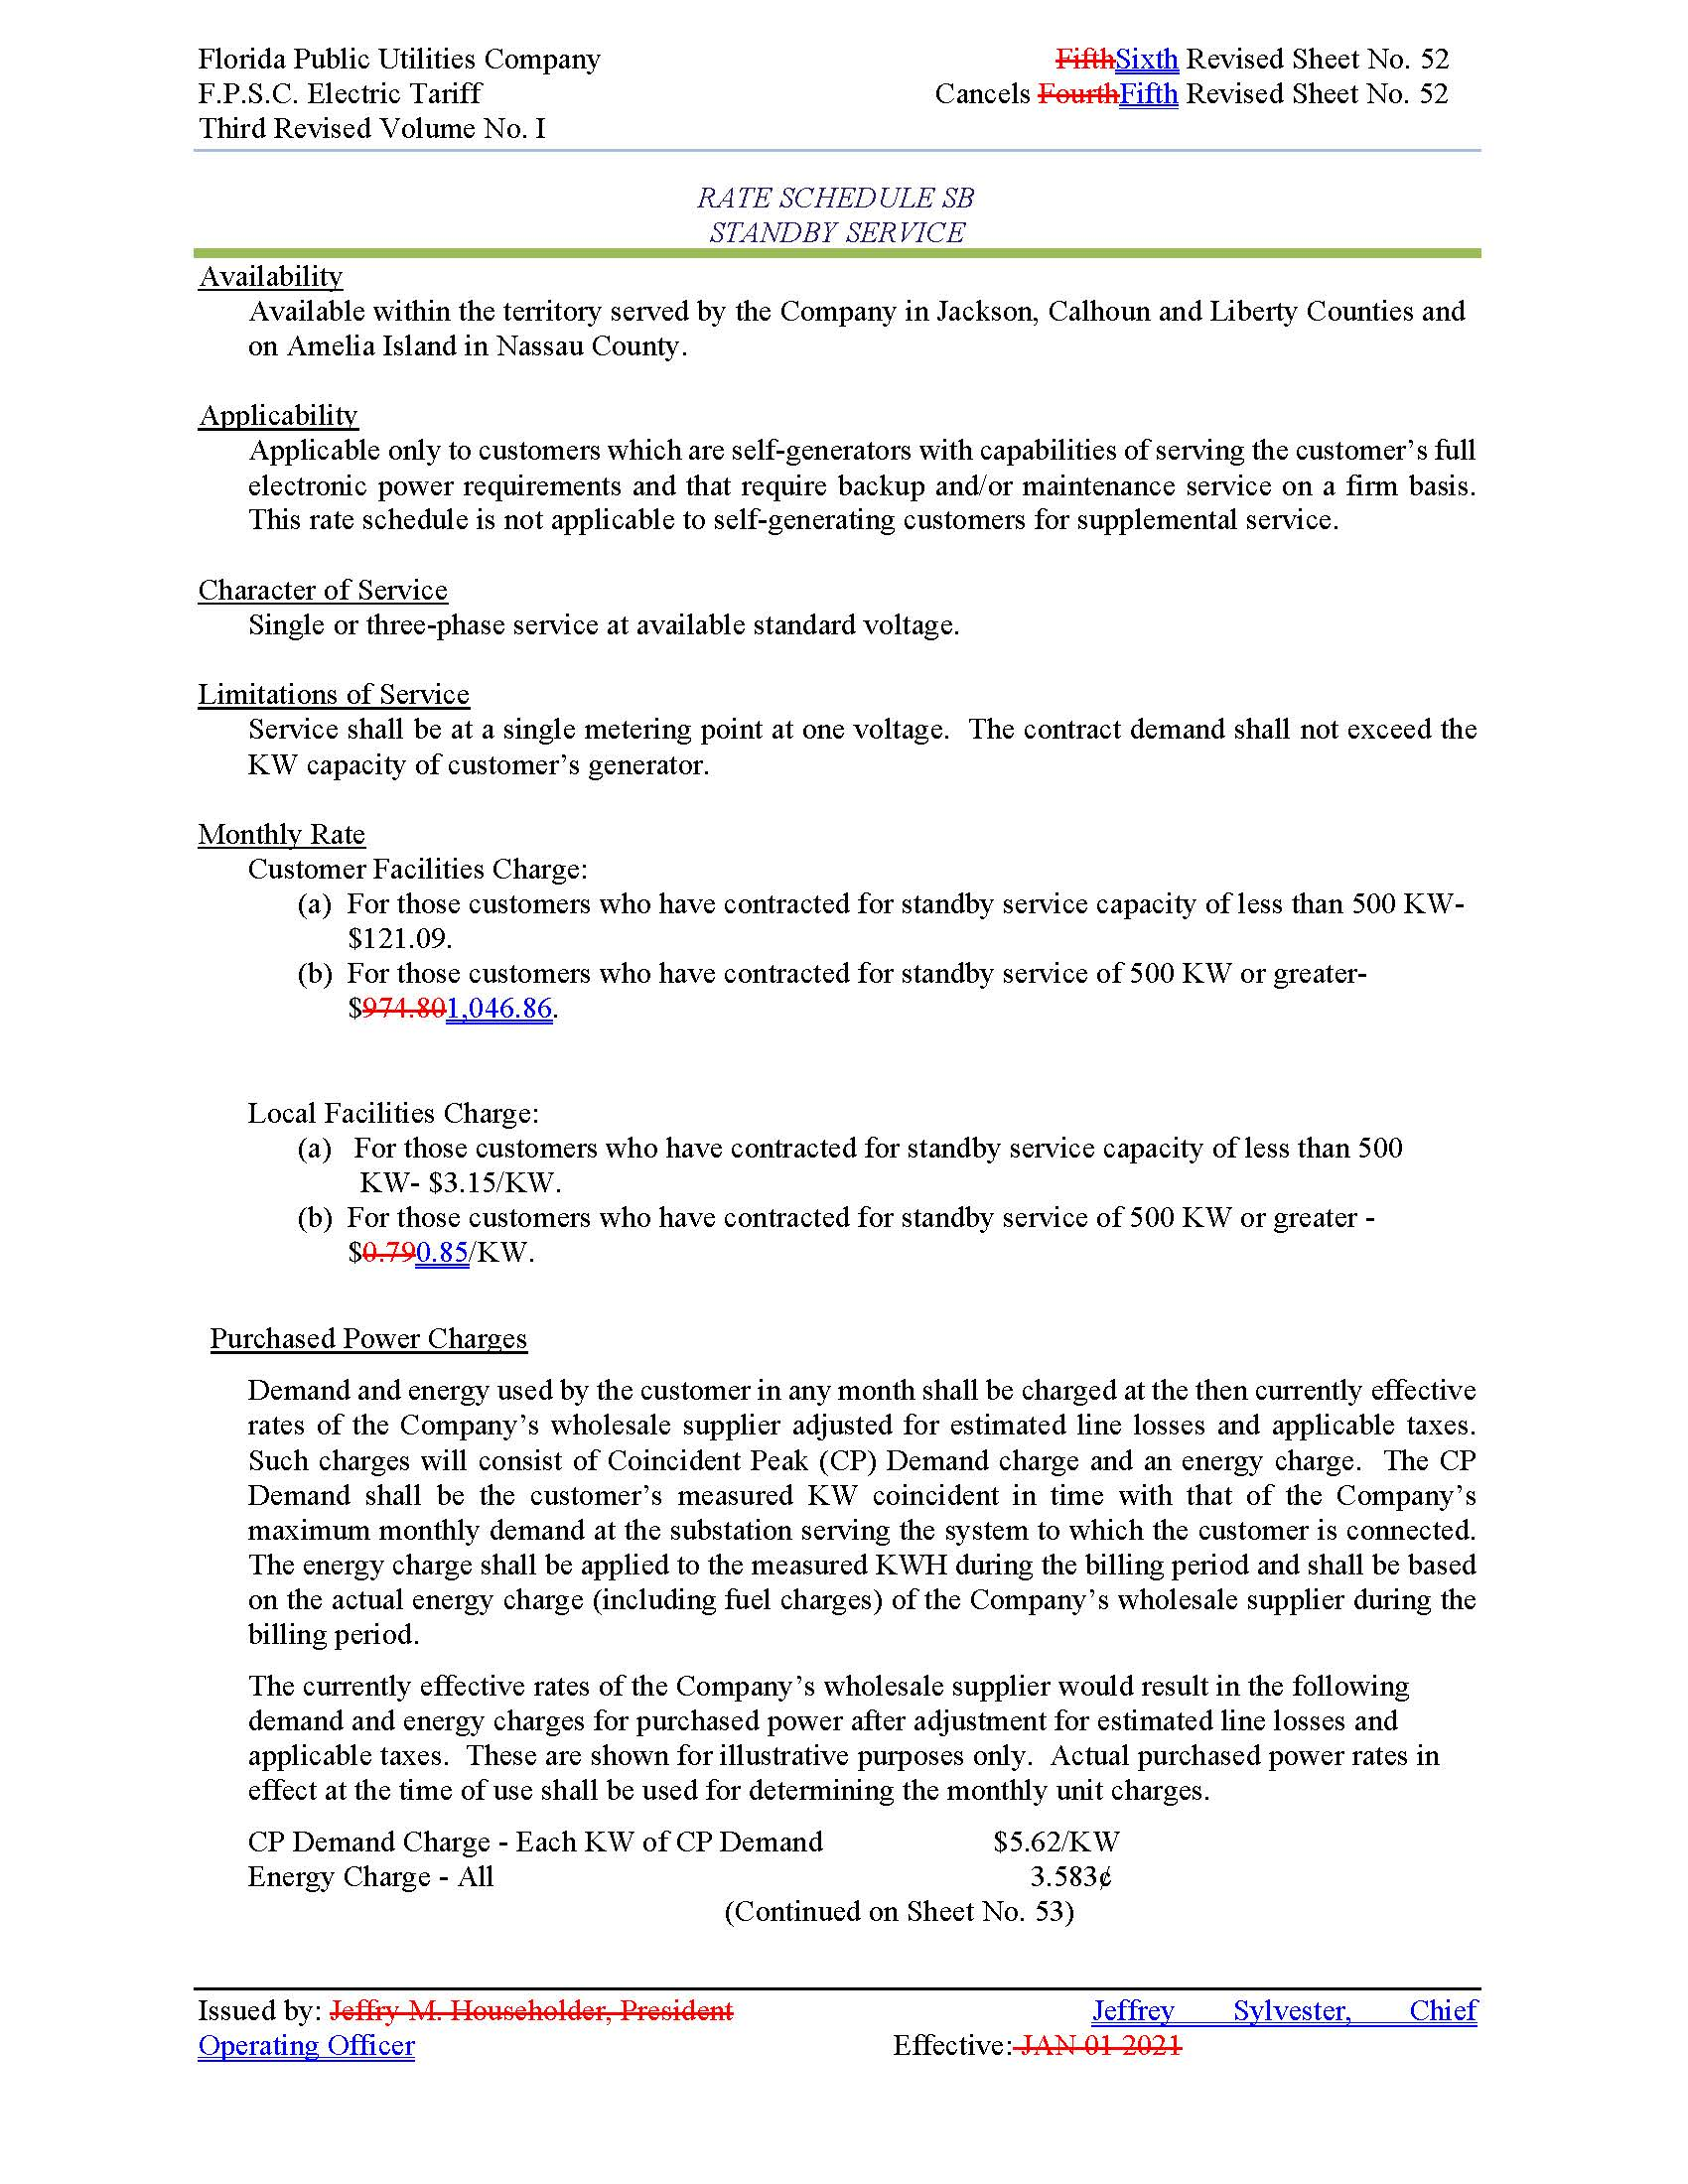 Florida Public Utilities Company FifthSixth Revised Sheet No. 52
F.P.S.C. Electric Tariff Cancels FourthFifth Revised Sheet No. 52
Third Revised Volume No. I
RATE SCHEDULE SB
STANDBY SERVICE
Availability
Available within the territory served by the Company in Jackson, Calhoun and Liberty Counties and
on Amelia Island in Nassau County.
Applicability
Applicable only to customers which are self-generators with capabilities of serving the customer’s full
electronic power requirements and that require backup and/or maintenance service on a firm basis.
This rate schedule is not applicable to self-generating customers for supplemental service.
Character of Service
Single or three-phase service at available standard voltage.
Limitations of Service
Service shall be at a single metering point at one voltage. The contract demand shall not exceed the
KW capacity of customer’s generator.
Monthly Rate
Customer Facilities Charge:
(a) For those customers who have contracted for standby service capacity of less than 500 KW-
$121.09.
(b) For those customers who have contracted for standby service of 500 KW or greater-
$974.801,046.86.
Local Facilities Charge:
(a) For those customers who have contracted for standby service capacity of less than 500
KW- $3.15/KW.
(b) For those customers who have contracted for standby service of 500 KW or greater -
$0.790.85/KW.
Purchased Power Charges
Demand and energy used by the customer in any month shall be charged at the then currently effective
rates of the Company’s wholesale supplier adjusted for estimated line losses and applicable taxes.
Such charges will consist of Coincident Peak (CP) Demand charge and an energy charge. The CP
Demand shall be the customer’s measured KW coincident in time with that of the Company’s
maximum monthly demand at the substation serving the system to which the customer is connected.
The energy charge shall be applied to the measured KWH during the billing period and shall be based
on the actual energy charge (including fuel charges) of the Company’s wholesale supplier during the
billing period.
The currently effective rates of the Company’s wholesale supplier would result in the following
demand and energy charges for purchased power after adjustment for estimated line losses and
applicable taxes. These are shown for illustrative purposes only. Actual purchased power rates in
effect at the time of use shall be used for determining the monthly unit charges.
CP Demand Charge - Each KW of CP Demand $5.62/KW
Energy Charge - All 3.583¢
(Continued on Sheet No. 53)
Issued by: Jeffry M. Householder, President Jeffrey Sylvester, Chief
Operating Officer Effective: JAN 01 2021